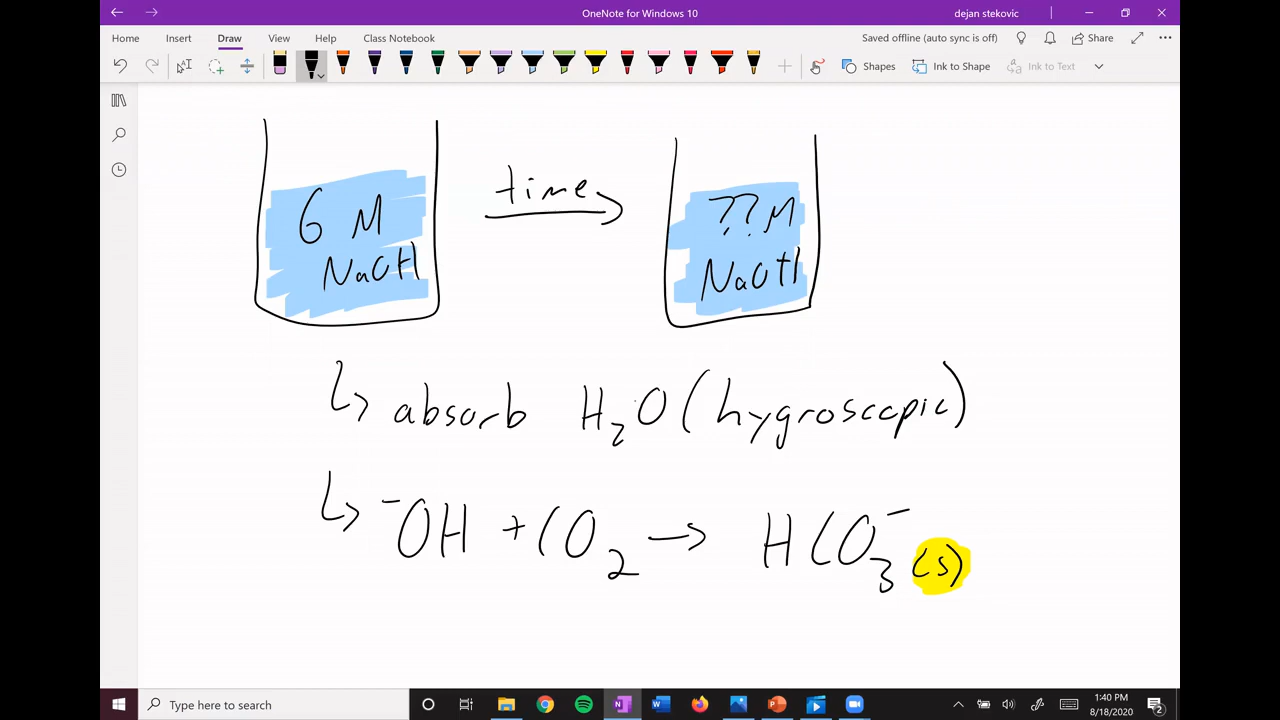 OneNote for Windows 10
dejan stekovic
Home Insert Draw View Help Class Notebook
Saved offline (auto sync is off)
Share
Shapes
Ink to Shape
Ink to Text
6 M
NaOH
time
?? M
NaOH
absorb H₂O (hygroscopic)
⁻OH + CO₂ → HCO₃⁻ (s)
Type here to search
1:40 PM
8/18/2020
2